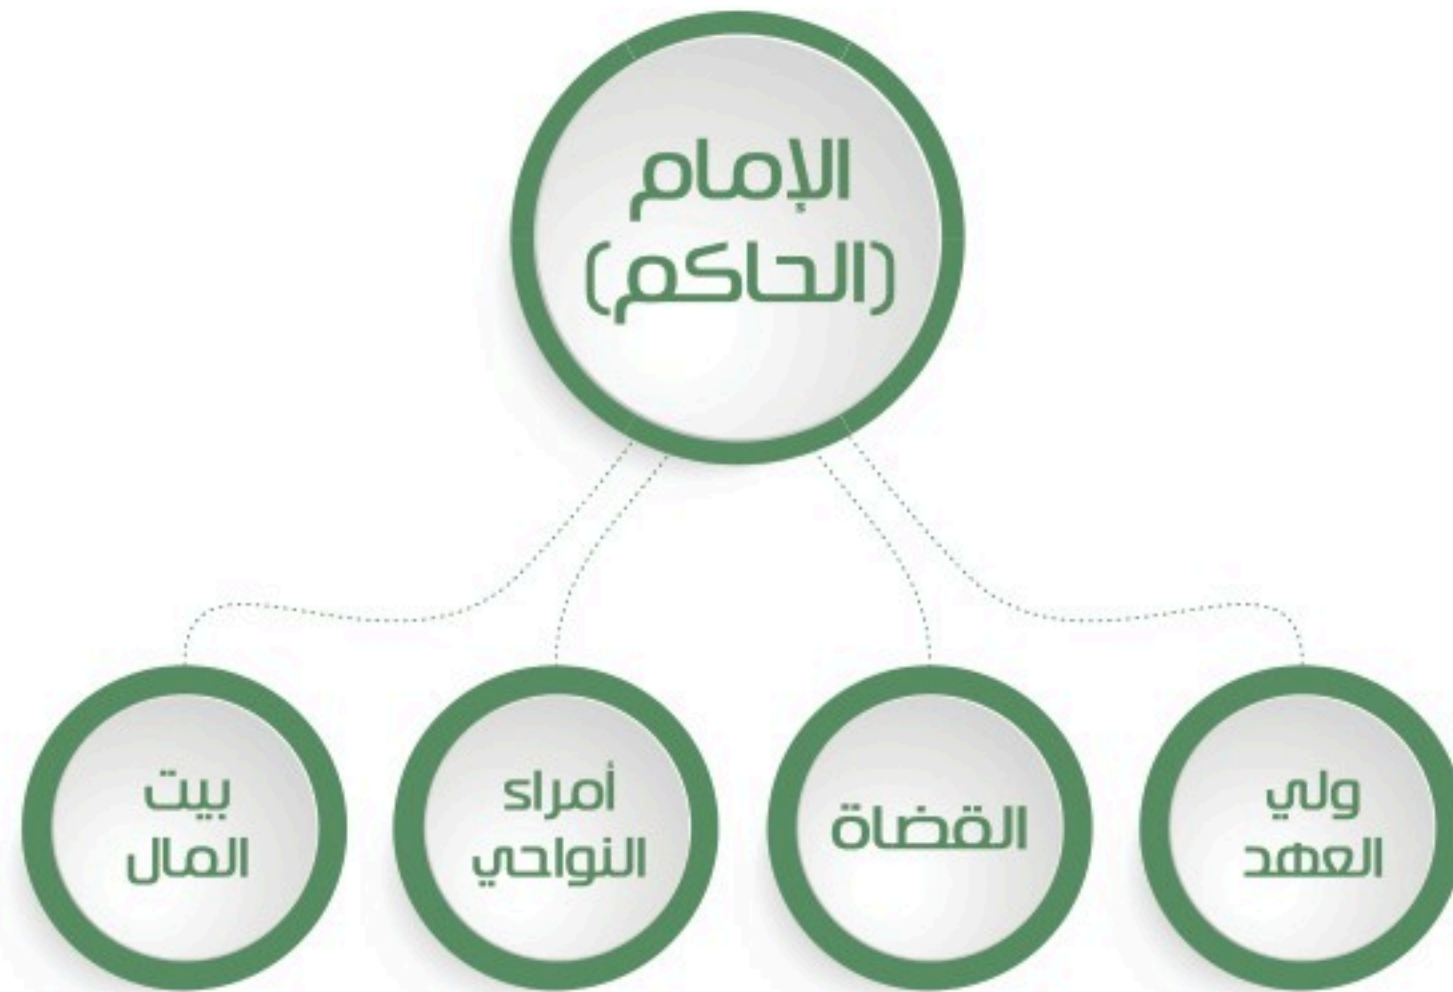 الإمام
(الحاكم)
ولي
العهد
القضاة
أمراء
النواحي
بيت
المال